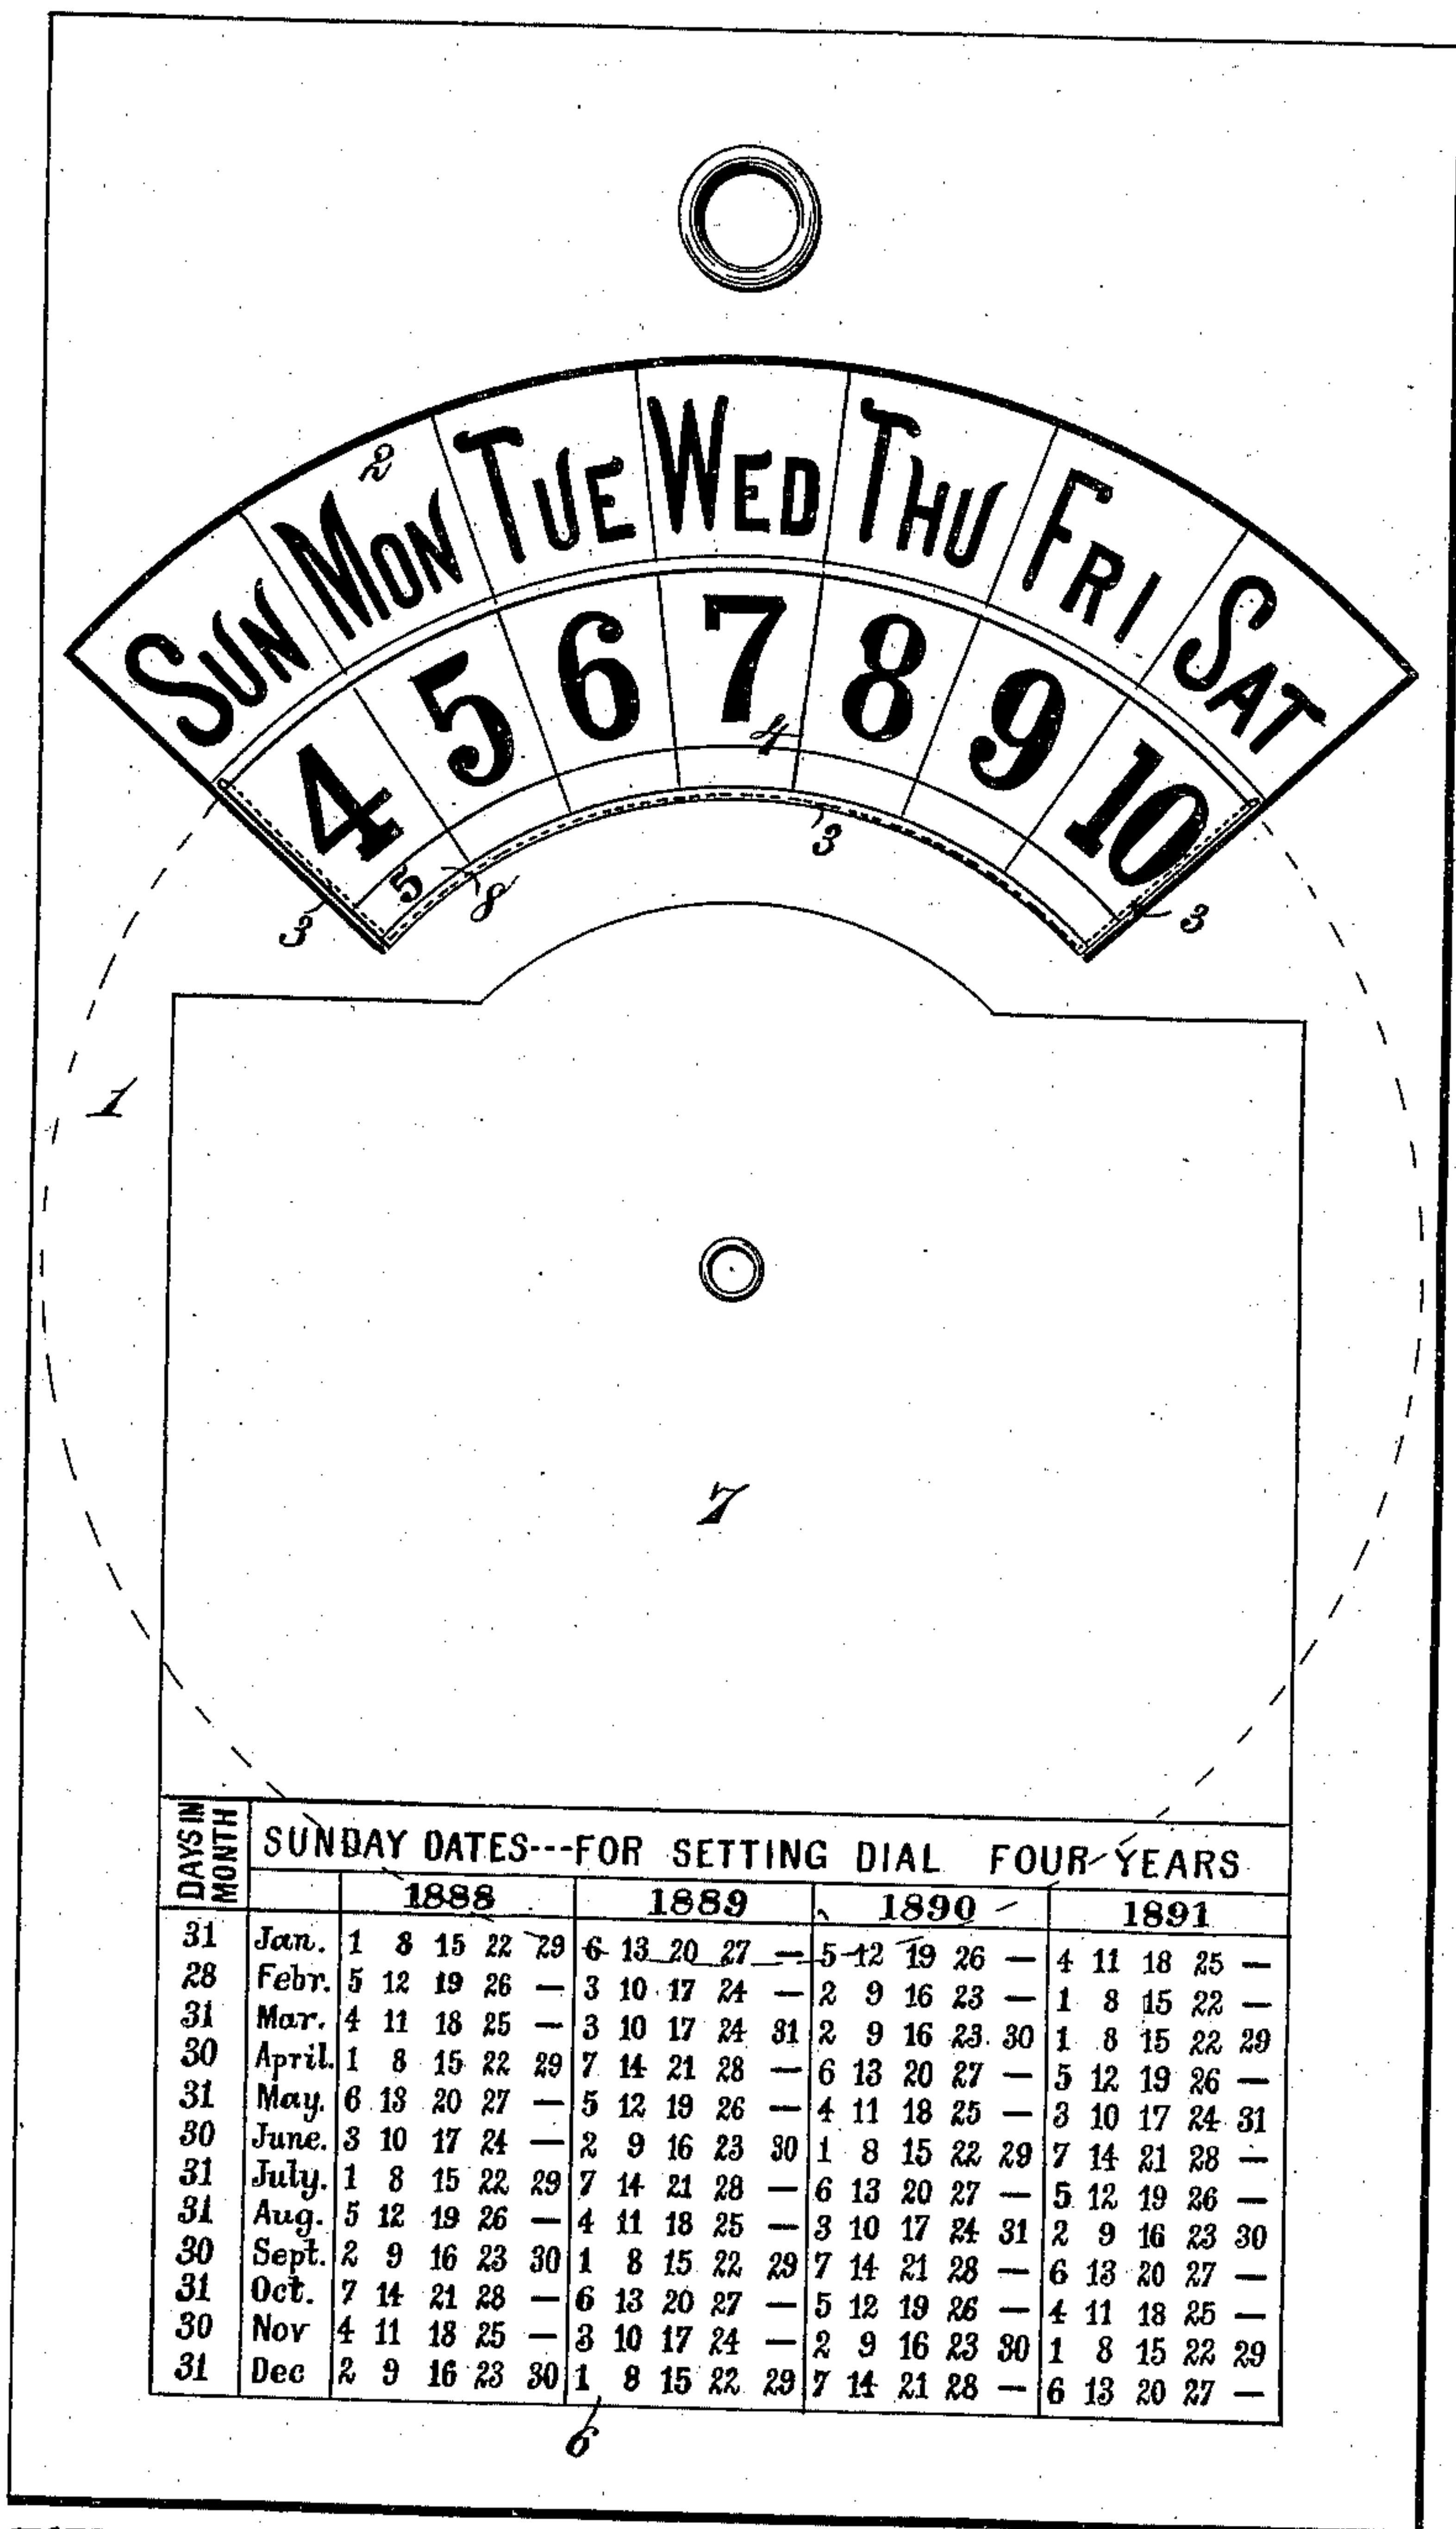 2
SUN MON TUE WED THU FRI SAT
4 5 6 7 8 9 10
4
5
8
3
3
3
1
7
DAYS IN MONTH
SUNDAY DATES---FOR SETTING DIAL FOUR YEARS
1888 1889 1890 1891
31 Jan. 1 8 15 22 29 6 13 20 27 — 5 12 19 26 — 4 11 18 25 —
28 Febr. 5 12 19 26 — 3 10 17 24 — 2 9 16 23 — 1 8 15 22 —
31 Mar. 4 11 18 25 — 3 10 17 24 31 2 9 16 23 30 1 8 15 22 29
30 April. 1 8 15 22 29 7 14 21 28 — 6 13 20 27 — 5 12 19 26 —
31 May. 6 13 20 27 — 5 12 19 26 — 4 11 18 25 — 3 10 17 24 31
30 June. 3 10 17 24 — 2 9 16 23 30 1 8 15 22 29 7 14 21 28 —
31 July. 1 8 15 22 29 7 14 21 28 — 6 13 20 27 — 5 12 19 26 —
31 Aug. 5 12 19 26 — 4 11 18 25 — 3 10 17 24 31 2 9 16 23 30
30 Sept. 2 9 16 23 30 1 8 15 22 29 7 14 21 28 — 6 13 20 27 —
31 Oct. 7 14 21 28 — 6 13 20 27 — 5 12 19 26 — 4 11 18 25 —
30 Nov 4 11 18 25 — 3 10 17 24 — 2 9 16 23 30 1 8 15 22 29
31 Dec 2 9 16 23 30 1 8 15 22 29 7 14 21 28 — 6 13 20 27 —
6